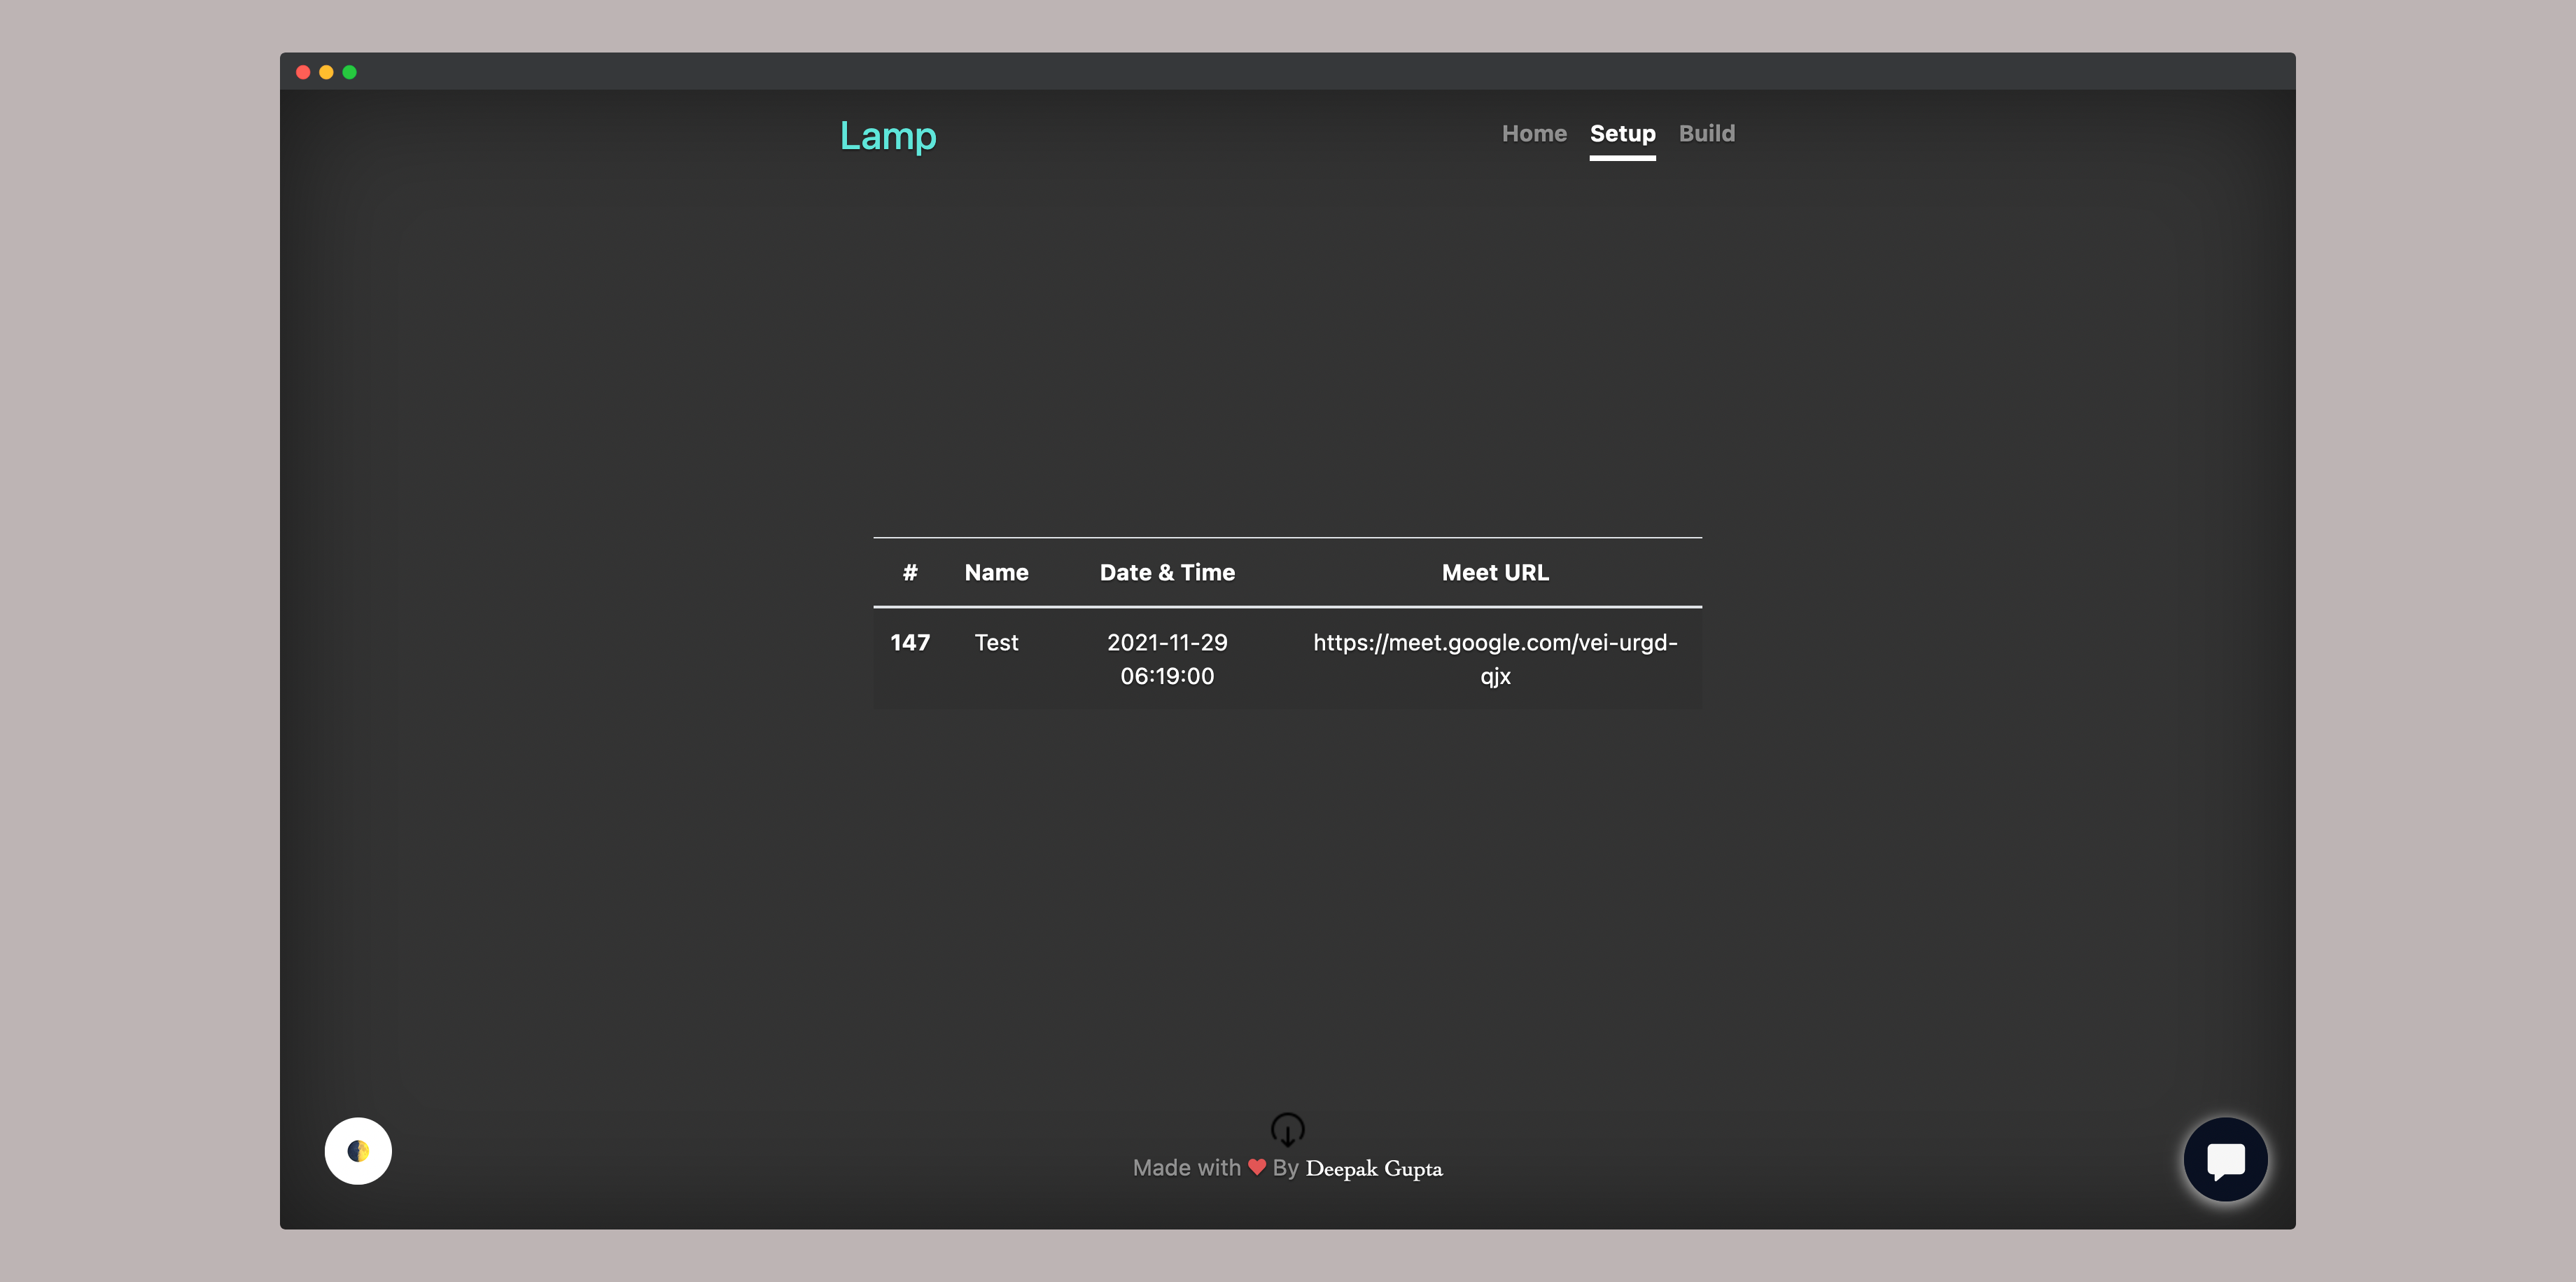 Lamp
Home Setup Build
# Name Date & Time Meet URL
147 Test 2021-11-29 https://meet.google.com/vei-urgd-
06:19:00 qjx
Made with ❤ By Deepak Gupta